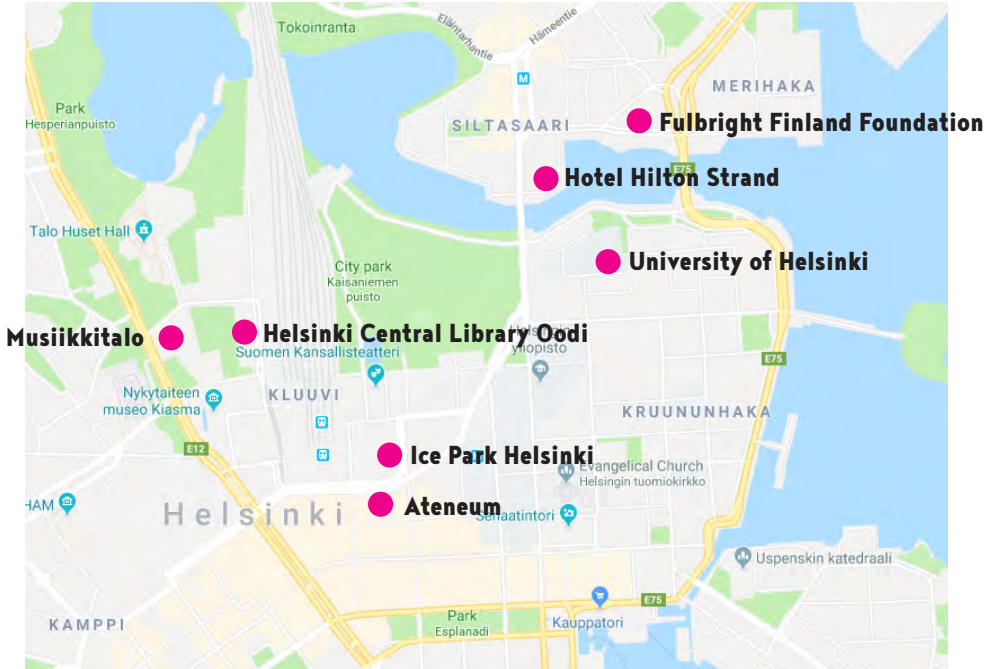 Tokoinranta
Eläintarhantie
Hämeentie
M
MERIHAKA
Park
Hesperianpuisto
SILTASAARI
Fulbright Finland Foundation
E75
Hotel Hilton Strand
Talo Huset Hall
City park
Kaisaniemen
puisto
University of Helsinki
Musiikkitalo
Helsinki Central Library Oodi
Helsingin
yliopisto
Suomen Kansallisteatteri
E75
Nykytaiteen
museo Kiasma
KLUUVI
KRUUNUNHAKA
E12
Ice Park Helsinki
Evangelical Church
Helsingin tuomiokirkko
HAM
Helsinki
Ateneum
Senaatintori
Uspenskin katedraali
E75
KAMPPI
Park
Esplanadi
Kauppatori